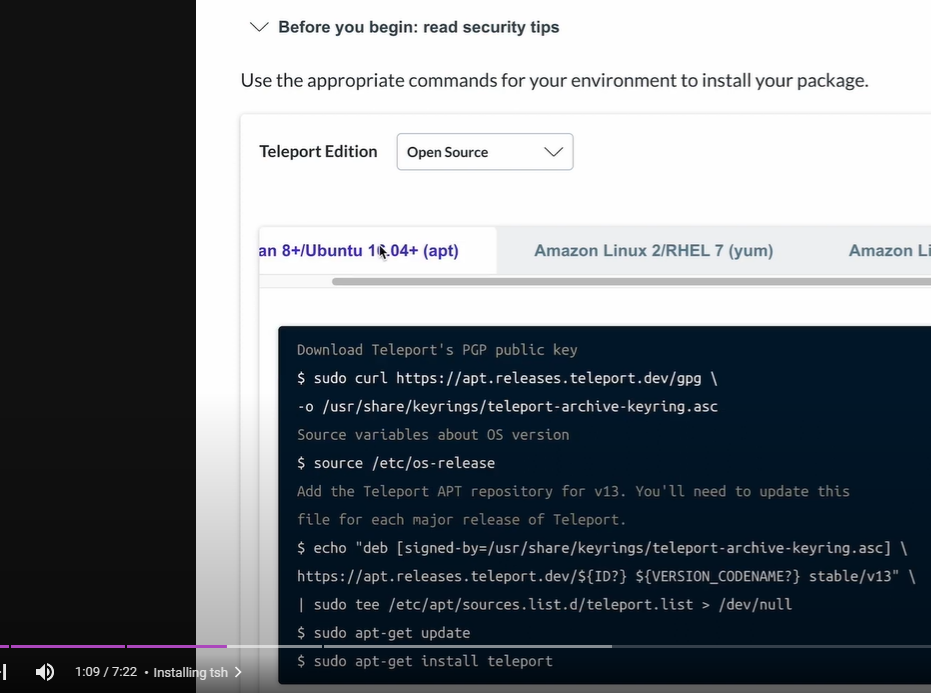 Before you begin: read security tips
Use the appropriate commands for your environment to install your package.
Teleport Edition
Open Source
an 8+/Ubuntu 16.04+ (apt)
Amazon Linux 2/RHEL 7 (yum)
Amazon Li
Download Teleport's PGP public key
$ sudo curl https://apt.releases.teleport.dev/gpg \
-o /usr/share/keyrings/teleport-archive-keyring.asc
Source variables about OS version
$ source /etc/os-release
Add the Teleport APT repository for v13. You'll need to update this
file for each major release of Teleport.
$ echo "deb [signed-by=/usr/share/keyrings/teleport-archive-keyring.asc] \
https://apt.releases.teleport.dev/${ID?} ${VERSION_CODENAME?} stable/v13" \
| sudo tee /etc/apt/sources.list.d/teleport.list > /dev/null
$ sudo apt-get update
$ sudo apt-get install teleport
1:09 / 7:22 • Installing tsh